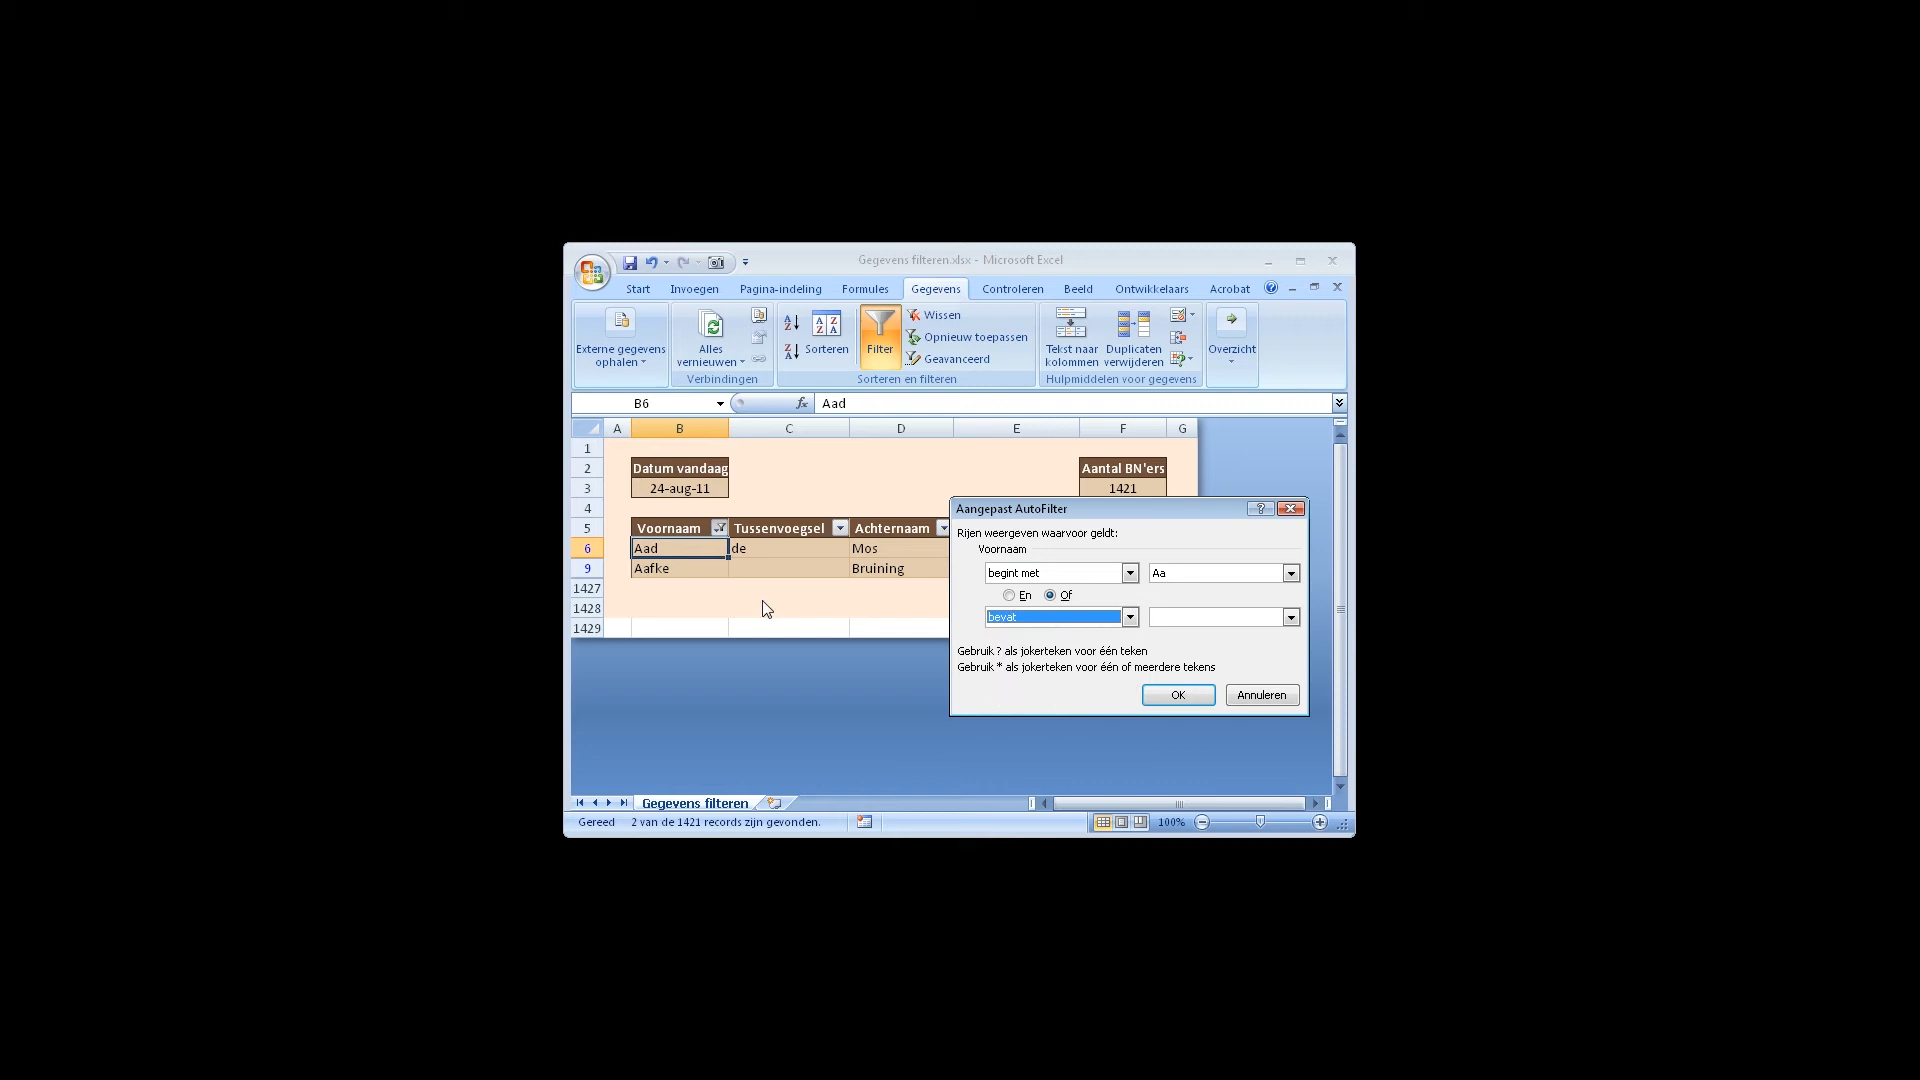 Gegevens filteren.xlsx - Microsoft Excel
Start Invoegen Pagina-indeling Formules Gegevens Controleren Beeld Ontwikkelaars Acrobat
Externe gegevens ophalen
Alles vernieuwen
Verbindingen
Sorteren
Filter
Wissen
Opnieuw toepassen
Geavanceerd
Sorteren en filteren
Tekst naar kolommen
Duplicaten verwijderen
Hulpmiddelen voor gegevens
Overzicht
B6 fx Aad
A B C D E F G
1
2 Datum vandaag Aantal BN'ers
3 24-aug-11 1421
4
5 Voornaam Tussenvoegsel Achternaam
6 Aad de Mos
9 Aafke Bruining
1427
1428
1429
Aangepast AutoFilter
Rijen weergeven waarvoor geldt:
Voornaam
begint met Aa
En Of
bevat
Gebruik ? als jokerteken voor één teken
Gebruik * als jokerteken voor één of meerdere tekens
OK Annuleren
Gegevens filteren
Gereed 2 van de 1421 records zijn gevonden. 100%